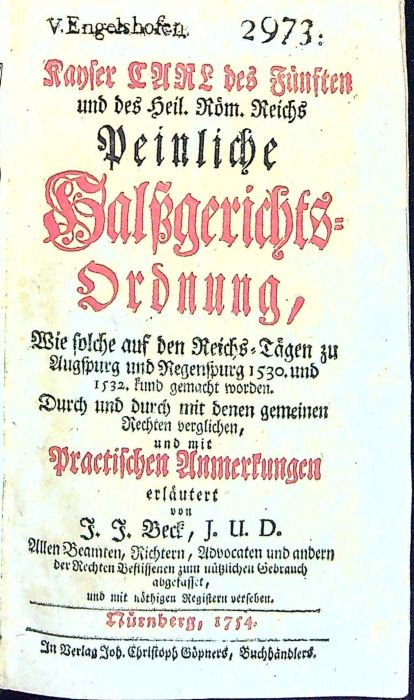 V. Engelshofen.
2973:
Kayser CARL des Fünften
und des Heil. Röm. Reichs
Peinliche
Halßgerichts-
Ordnung,
Wie solche auf den Reichs-Tägen zu
Augspurg und Regenspurg 1530. und
1532. kund gemacht worden.
Durch und durch mit denen gemeinen
Rechten verglichen,
und mit
Practischen Anmerkungen
erläutert
von
J. J. Beck, J. U. D.
Allen Beamten, Richtern, Advocaten und andern
der Rechten Beflissenen zum nützlichen Gebrauch
abgefasset,
und mit nöthigen Registern versehen.
Nürnberg, 1754.
In Verlag Joh. Christoph Göpners, Buchhändlers.